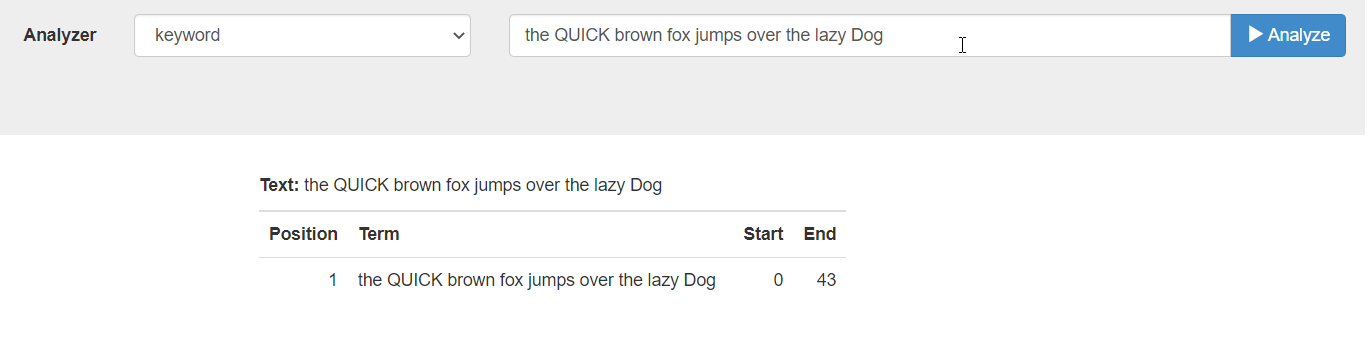 Analyzer keyword the QUICK brown fox jumps over the lazy Dog Analyze
Text: the QUICK brown fox jumps over the lazy Dog
Position Term Start End
1 the QUICK brown fox jumps over the lazy Dog 0 43